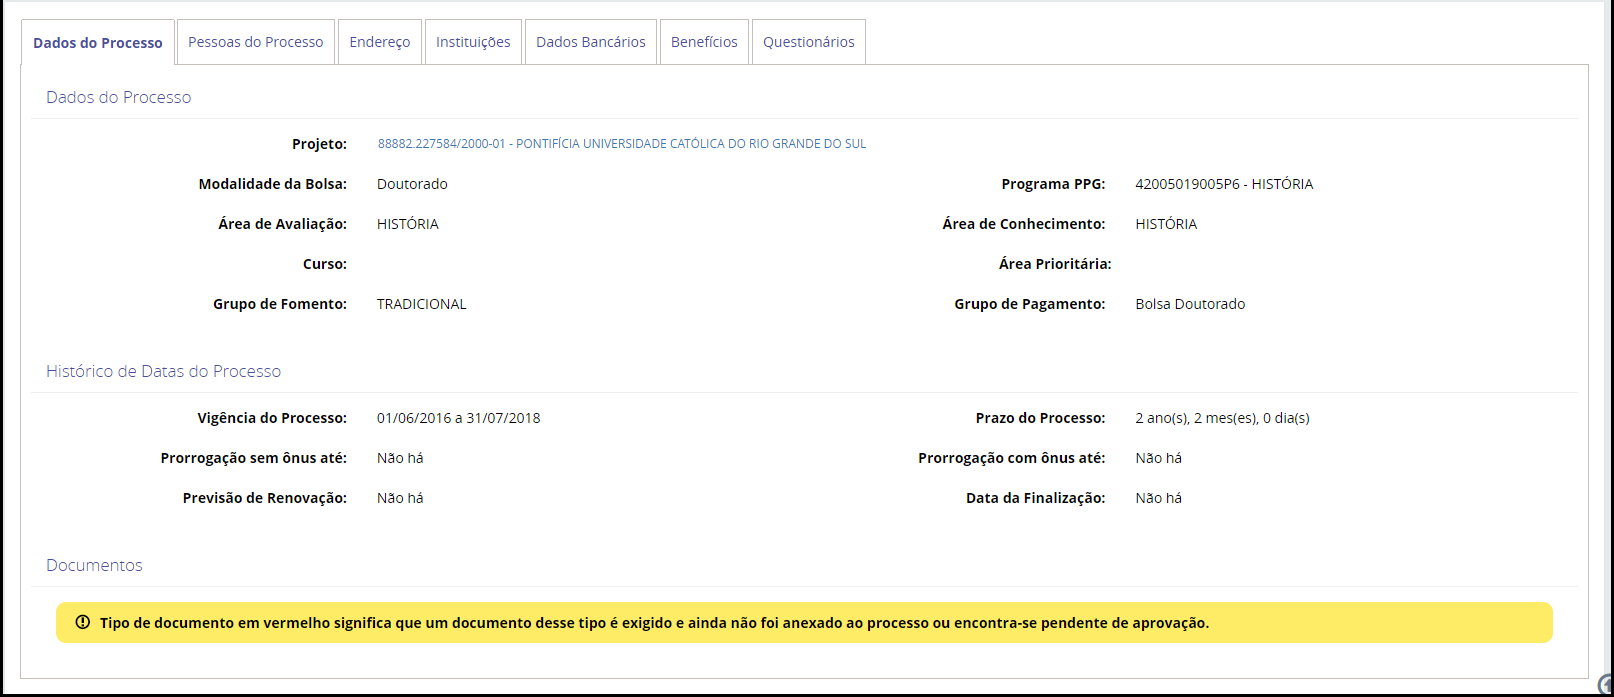 Dados do Processo Pessoas do Processo Endereço Instituições Dados Bancários Benefícios Questionários
Dados do Processo
Projeto: 88882.227584/2000-01 - PONTIFÍCIA UNIVERSIDADE CATÓLICA DO RIO GRANDE DO SUL
Modalidade da Bolsa: Doutorado Programa PPG: 42005019005P6 - HISTÓRIA
Área de Avaliação: HISTÓRIA Área de Conhecimento: HISTÓRIA
Curso: Área Prioritária:
Grupo de Fomento: TRADICIONAL Grupo de Pagamento: Bolsa Doutorado
Histórico de Datas do Processo
Vigência do Processo: 01/06/2016 a 31/07/2018 Prazo do Processo: 2 ano(s), 2 mes(es), 0 dia(s)
Prorrogação sem ônus até: Não há Prorrogação com ônus até: Não há
Previsão de Renovação: Não há Data da Finalização: Não há
Documentos
Tipo de documento em vermelho significa que um documento desse tipo é exigido e ainda não foi anexado ao processo ou encontra-se pendente de aprovação.